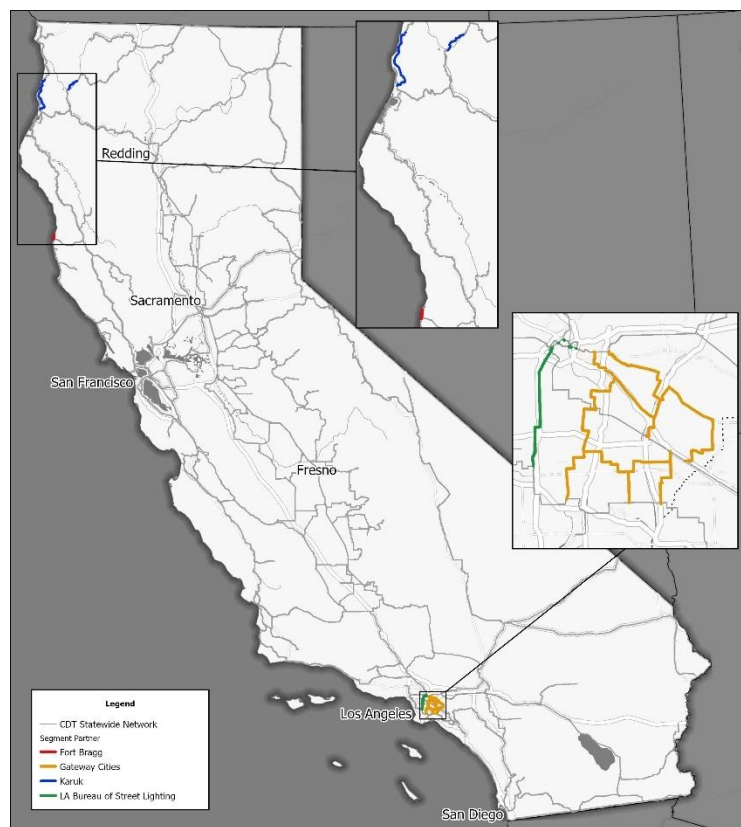 Redding
Sacramento
San Francisco
Fresno
Los Angeles
San Diego
Legend
CDT Statewide Network
Segment Partner
Fort Bragg
Gateway Cities
Karuk
LA Bureau of Street Lighting